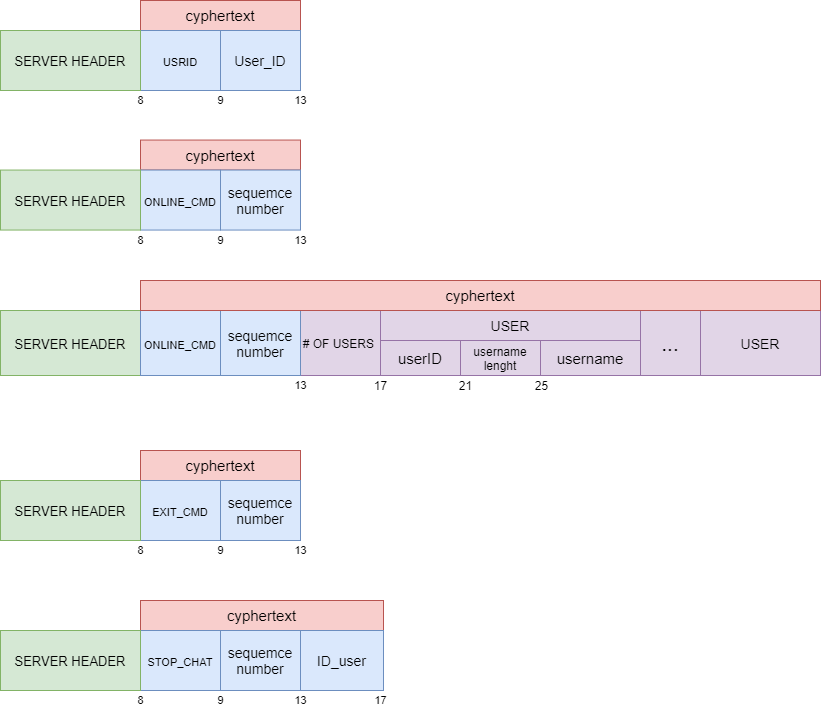 cyphertext
SERVER HEADER USRID User_ID
8 9 13
cyphertext
SERVER HEADER ONLINE_CMD sequemce
number
8 9 13
cyphertext
SERVER HEADER ONLINE_CMD sequemce
number
# OF USERS
USER
userID username
lenght
username
...
USER
13 17 21 25
cyphertext
SERVER HEADER EXIT_CMD sequemce
number
8 9 13
cyphertext
SERVER HEADER STOP_CHAT sequemce
number
ID_user
8 9 13 17